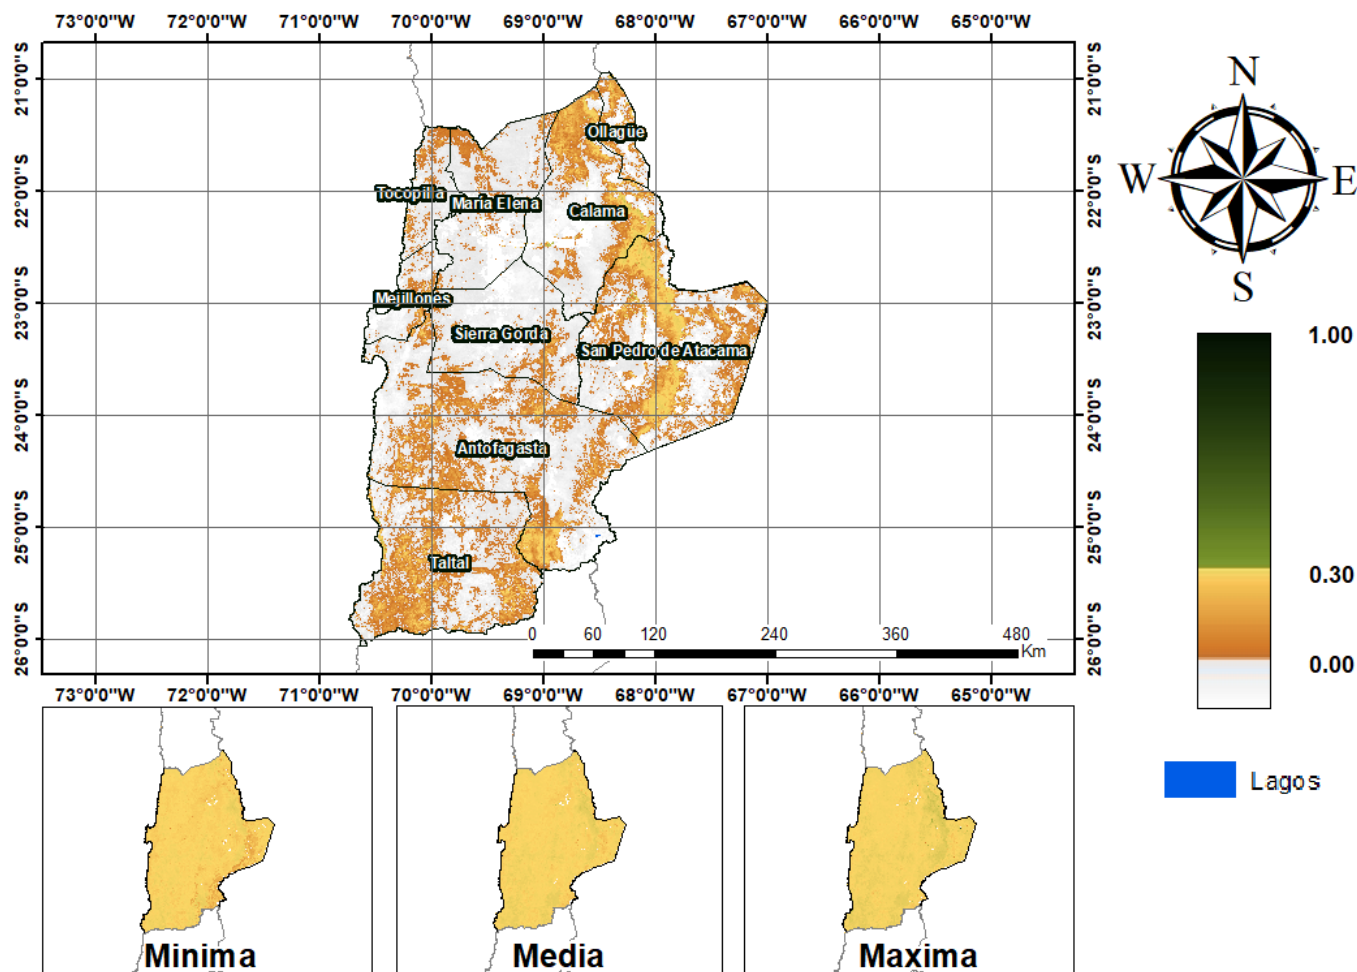 73°0'0"W 72°0'0"W 71°0'0"W 70°0'0"W 69°0'0"W 68°0'0"W 67°0'0"W 66°0'0"W 65°0'0"W
21°0'0"S
22°0'0"S
23°0'0"S
24°0'0"S
25°0'0"S
26°0'0"S
Ollagüe
Tocopilla
María Elena
Calama
Mejillones
Sierra Gorda
San Pedro de Atacama
Antofagasta
Taltal
0 60 120 240 360 480
Km
21°0'0"S
22°0'0"S
23°0'0"S
24°0'0"S
25°0'0"S
26°0'0"S
73°0'0"W 72°0'0"W 71°0'0"W 70°0'0"W 69°0'0"W 68°0'0"W 67°0'0"W 66°0'0"W 65°0'0"W
N
W E
S
1.00
0.30
0.00
Lagos
Minima
Media
Maxima